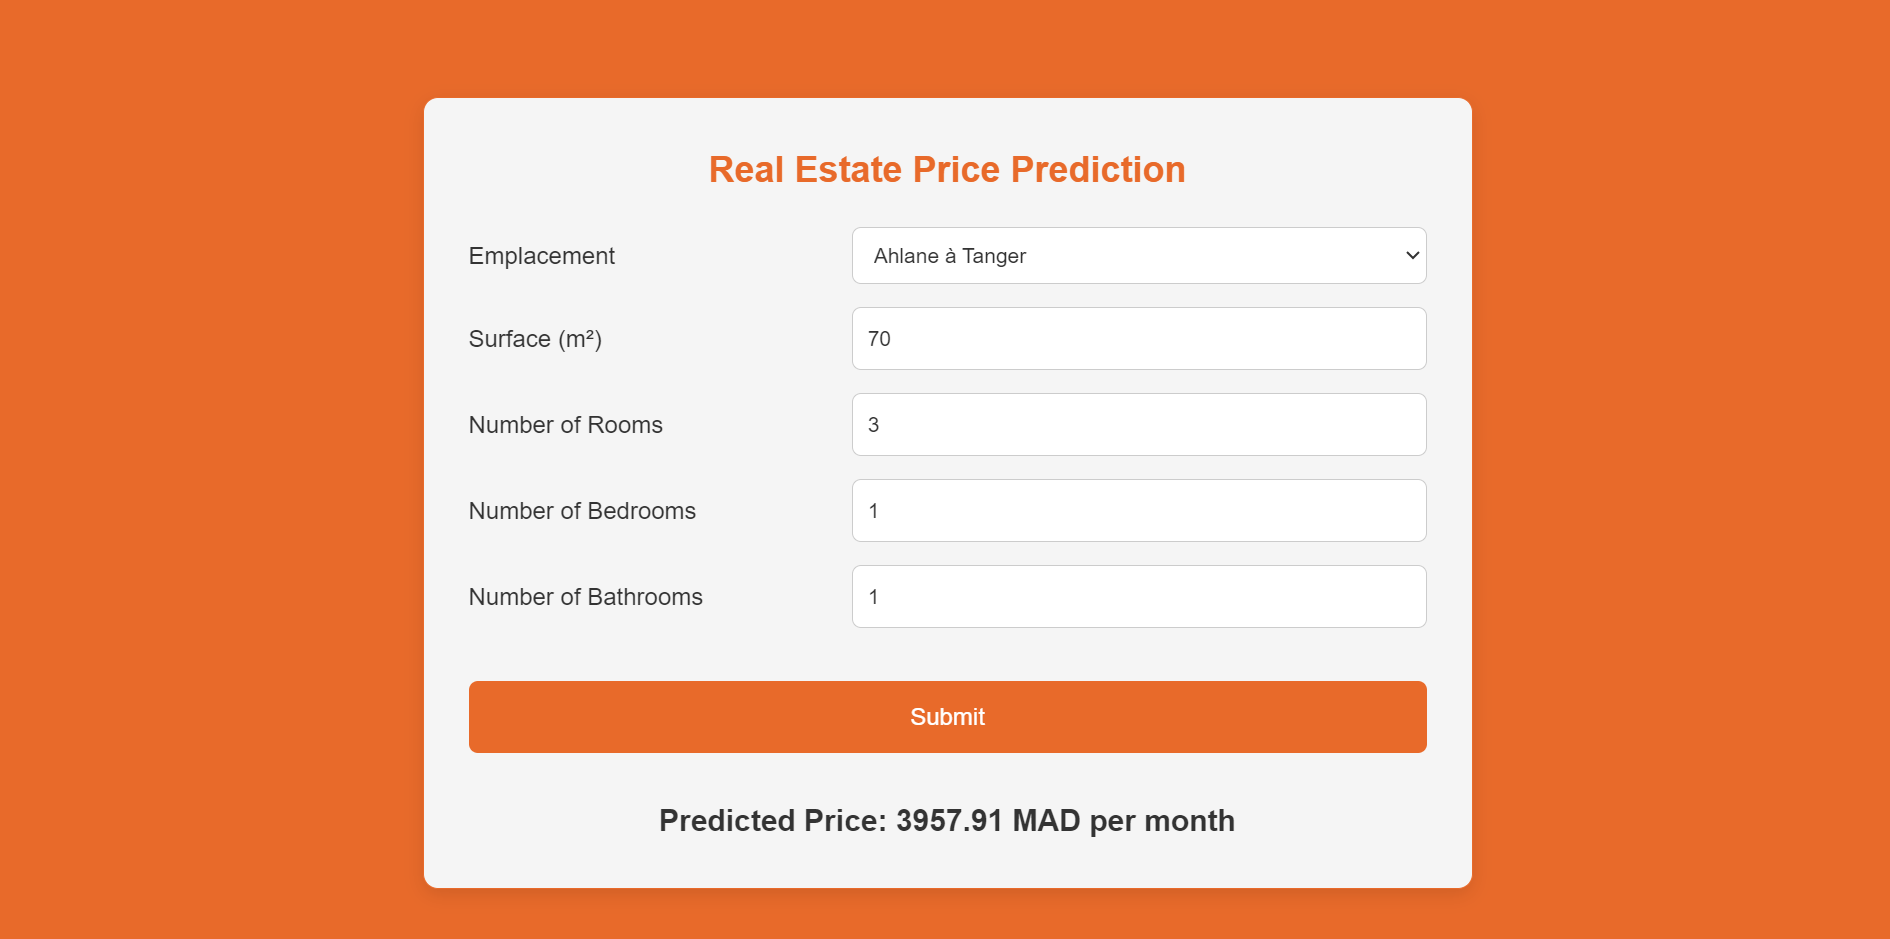 Real Estate Price Prediction
Emplacement
Ahlane à Tanger
Surface (m²)
70
Number of Rooms
3
Number of Bedrooms
1
Number of Bathrooms
1
Submit
Predicted Price: 3957.91 MAD per month